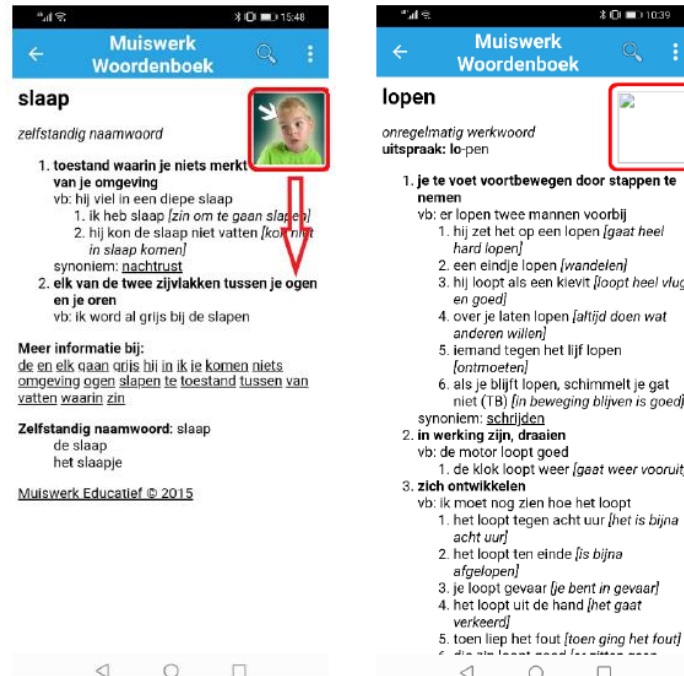 15:48
Muiswerk
Woordenboek
slaap
zelfstandig naamwoord
1. toestand waarin je niets merkt
van je omgeving
vb: hij viel in een diepe slaap
1. ik heb slaap [zin om te gaan slapen]
2. hij kon de slaap niet vatten [kon niet
in slaap komen]
synoniem: nachtrust
2. elk van de twee zijvlakken tussen je ogen
en je oren
vb: ik word al grijs bij de slapen
Meer informatie bij:
de en elk gaan grijs hij in ik je komen niets
omgeving ogen slapen te toestand tussen van
vatten waarin zin
Zelfstandig naamwoord: slaap
de slaap
het slaapje
Muiswerk Educatief © 2015
10:39
Muiswerk
Woordenboek
lopen
onregelmatig werkwoord
uitspraak: lo-pen
1. je te voet voortbewegen door stappen te
nemen
vb: er lopen twee mannen voorbij
1. hij zet het op een lopen [gaat heel
hard lopen]
2. een eindje lopen [wandelen]
3. hij loopt als een kievit [loopt heel vlug
en goed]
4. over je laten lopen [altijd doen wat
anderen willen]
5. iemand tegen het lijf lopen
[ontmoeten]
6. als je blijft lopen, schimmelt je gat
niet (TB) [in beweging blijven is goed]
synoniem: schrijden
2. in werking zijn, draaien
vb: de motor loopt goed
1. de klok loopt weer [gaat weer vooruit]
3. zich ontwikkelen
vb: ik moet nog zien hoe het loopt
1. het loopt tegen acht uur [het is bijna
acht uur]
2. het loopt ten einde [is bijna
afgelopen]
3. je loopt gevaar [je bent in gevaar]
4. het loopt uit de hand [het gaat
verkeerd]
5. toen liep het fout [toen ging het fout]